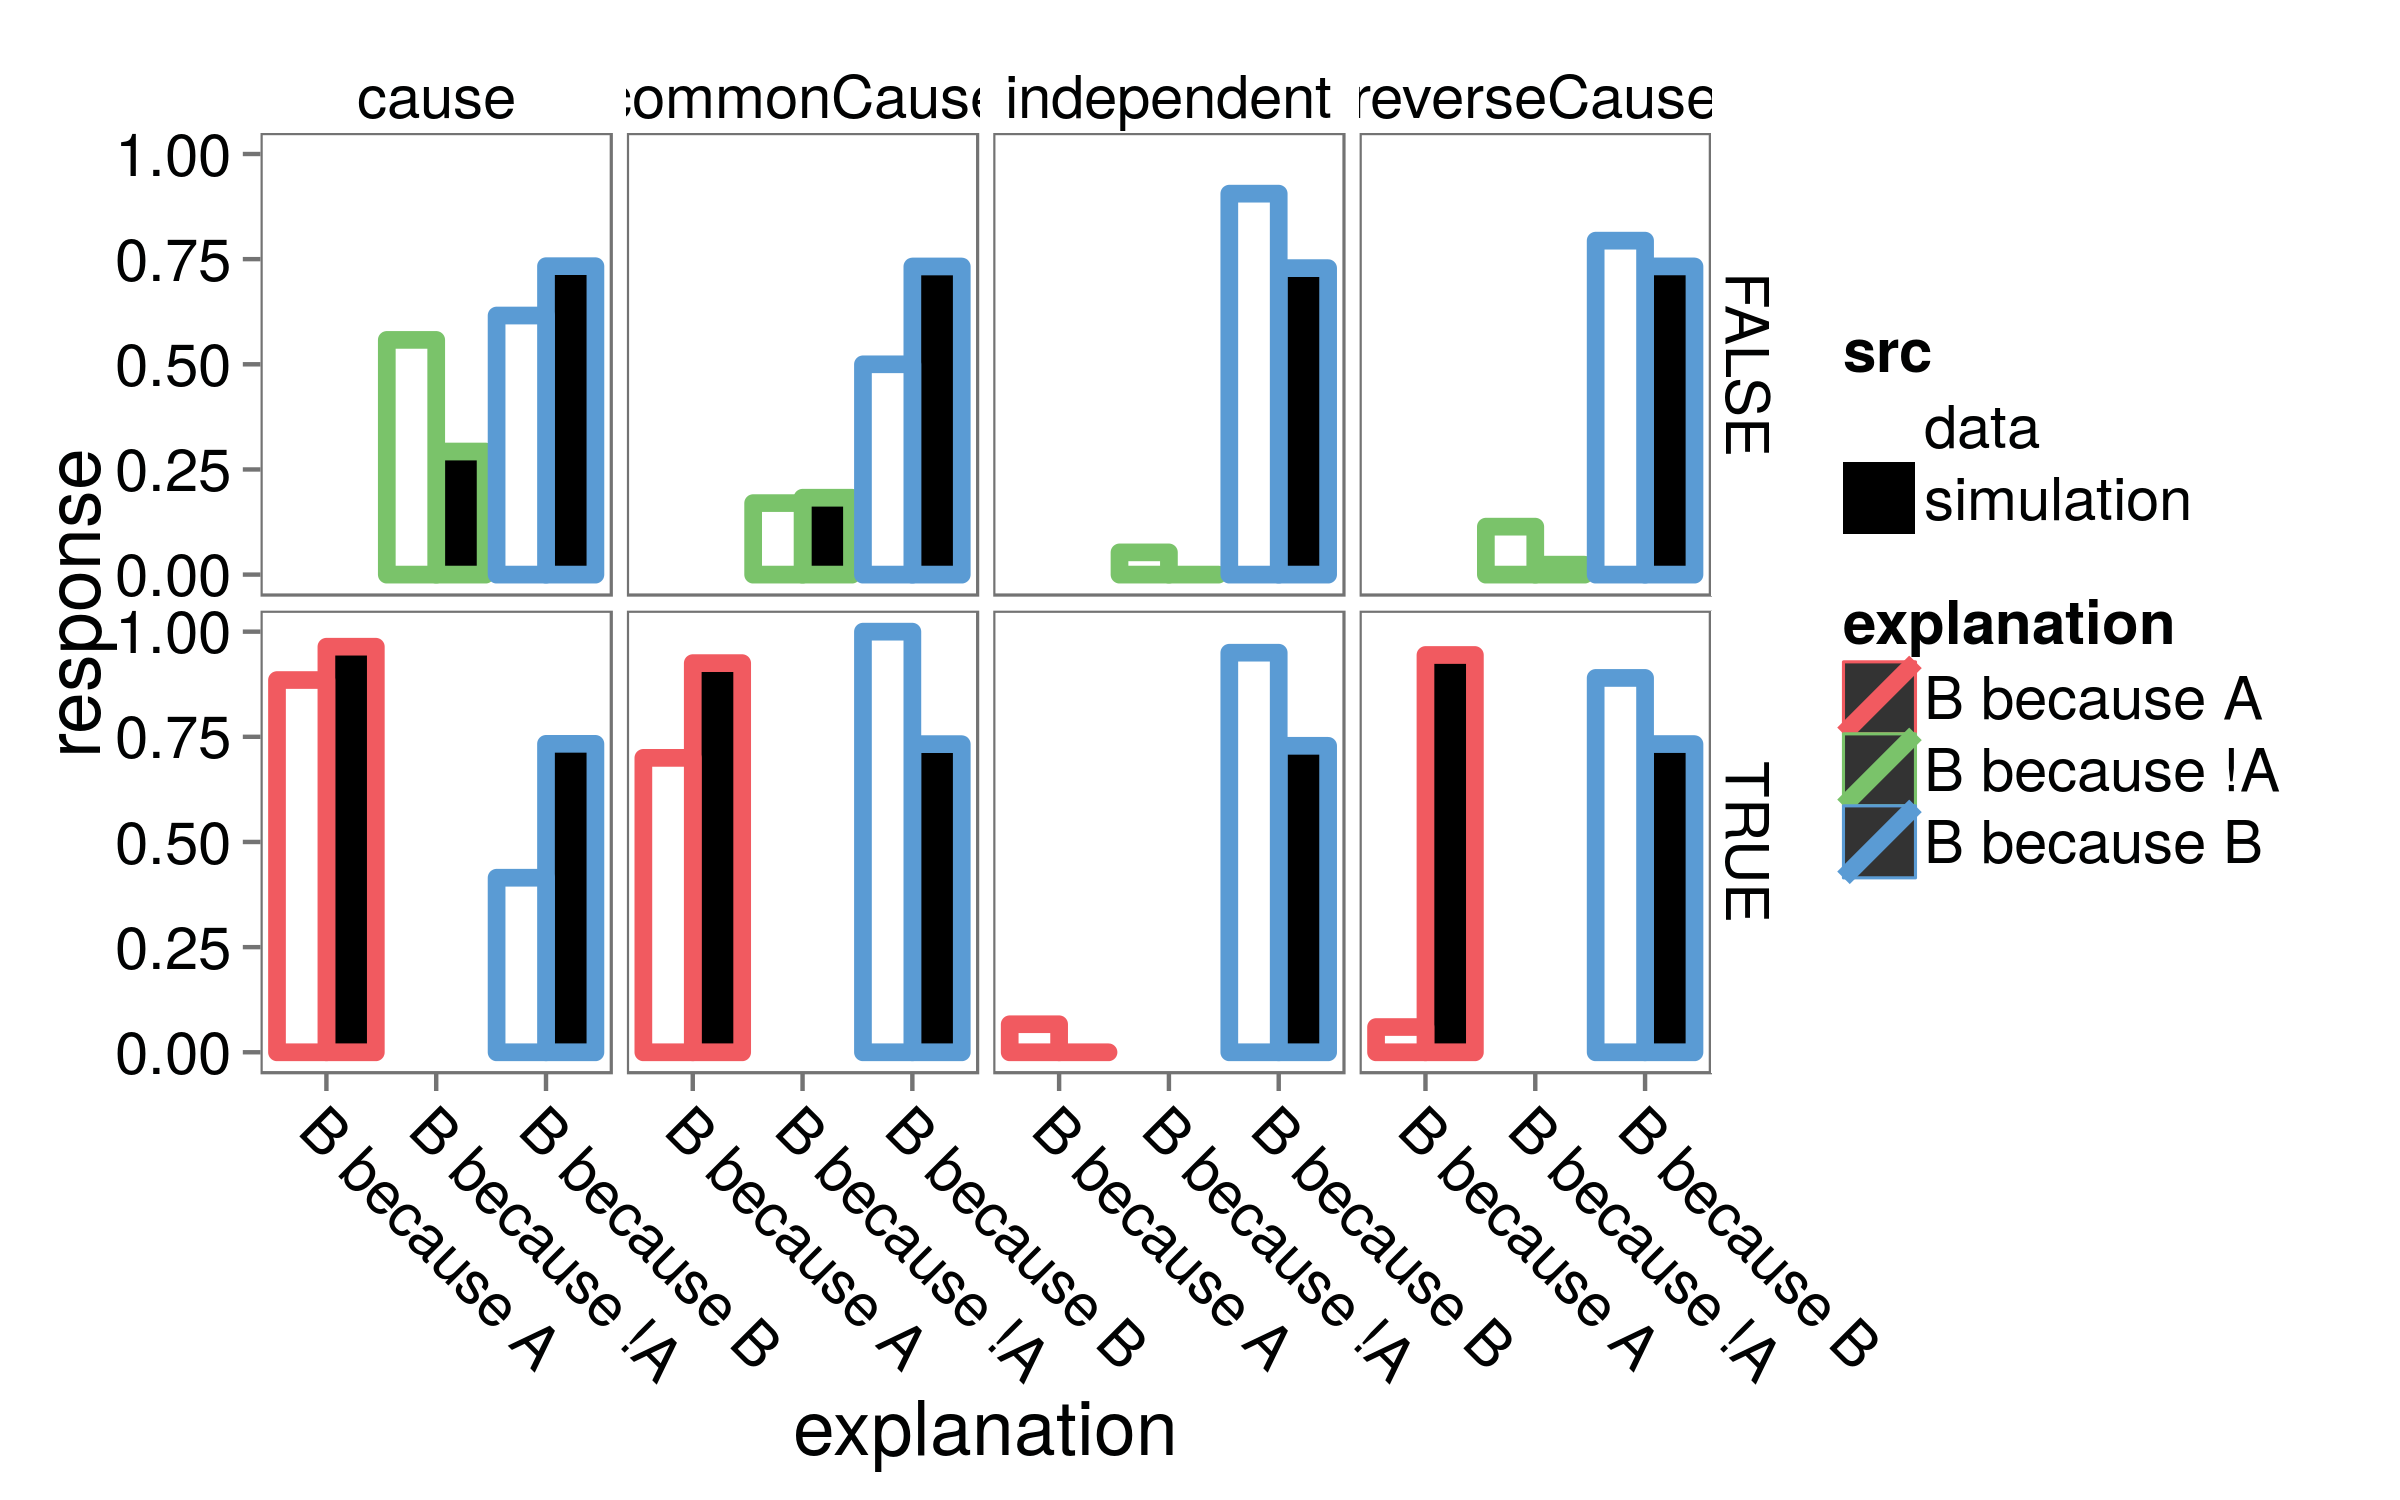 cause commonCause independent reverseCause
1.00
0.75
0.50
0.25
0.00
FALSE
1.00
0.75
0.50
0.25
0.00
TRUE
response
B because A
B because !A
B because B
B because A
B because !A
B because B
B because A
B because !A
B because B
B because A
B because !A
B because B
explanation
src
data
simulation
explanation
B because A
B because !A
B because B